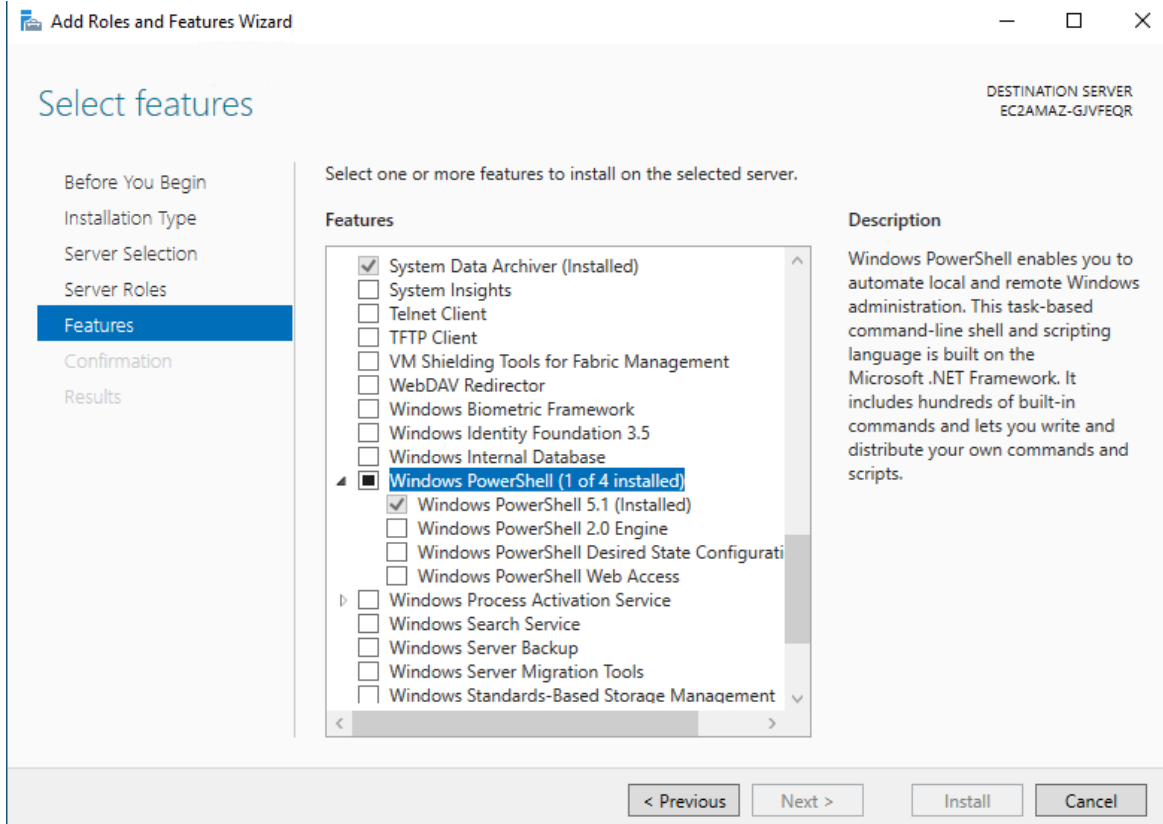 Add Roles and Features Wizard
Select features
DESTINATION SERVER
EC2AMAZ-GJVFEQR
Before You Begin
Installation Type
Server Selection
Server Roles
Features
Confirmation
Results
Select one or more features to install on the selected server.
Features
System Data Archiver (Installed)
System Insights
Telnet Client
TFTP Client
VM Shielding Tools for Fabric Management
WebDAV Redirector
Windows Biometric Framework
Windows Identity Foundation 3.5
Windows Internal Database
Windows PowerShell (1 of 4 installed)
Windows PowerShell 5.1 (Installed)
Windows PowerShell 2.0 Engine
Windows PowerShell Desired State Configurati
Windows PowerShell Web Access
Windows Process Activation Service
Windows Search Service
Windows Server Backup
Windows Server Migration Tools
Windows Standards-Based Storage Management
Description
Windows PowerShell enables you to
automate local and remote Windows
administration. This task-based
command-line shell and scripting
language is built on the
Microsoft .NET Framework. It
includes hundreds of built-in
commands and lets you write and
distribute your own commands and
scripts.
< Previous
Next >
Install
Cancel